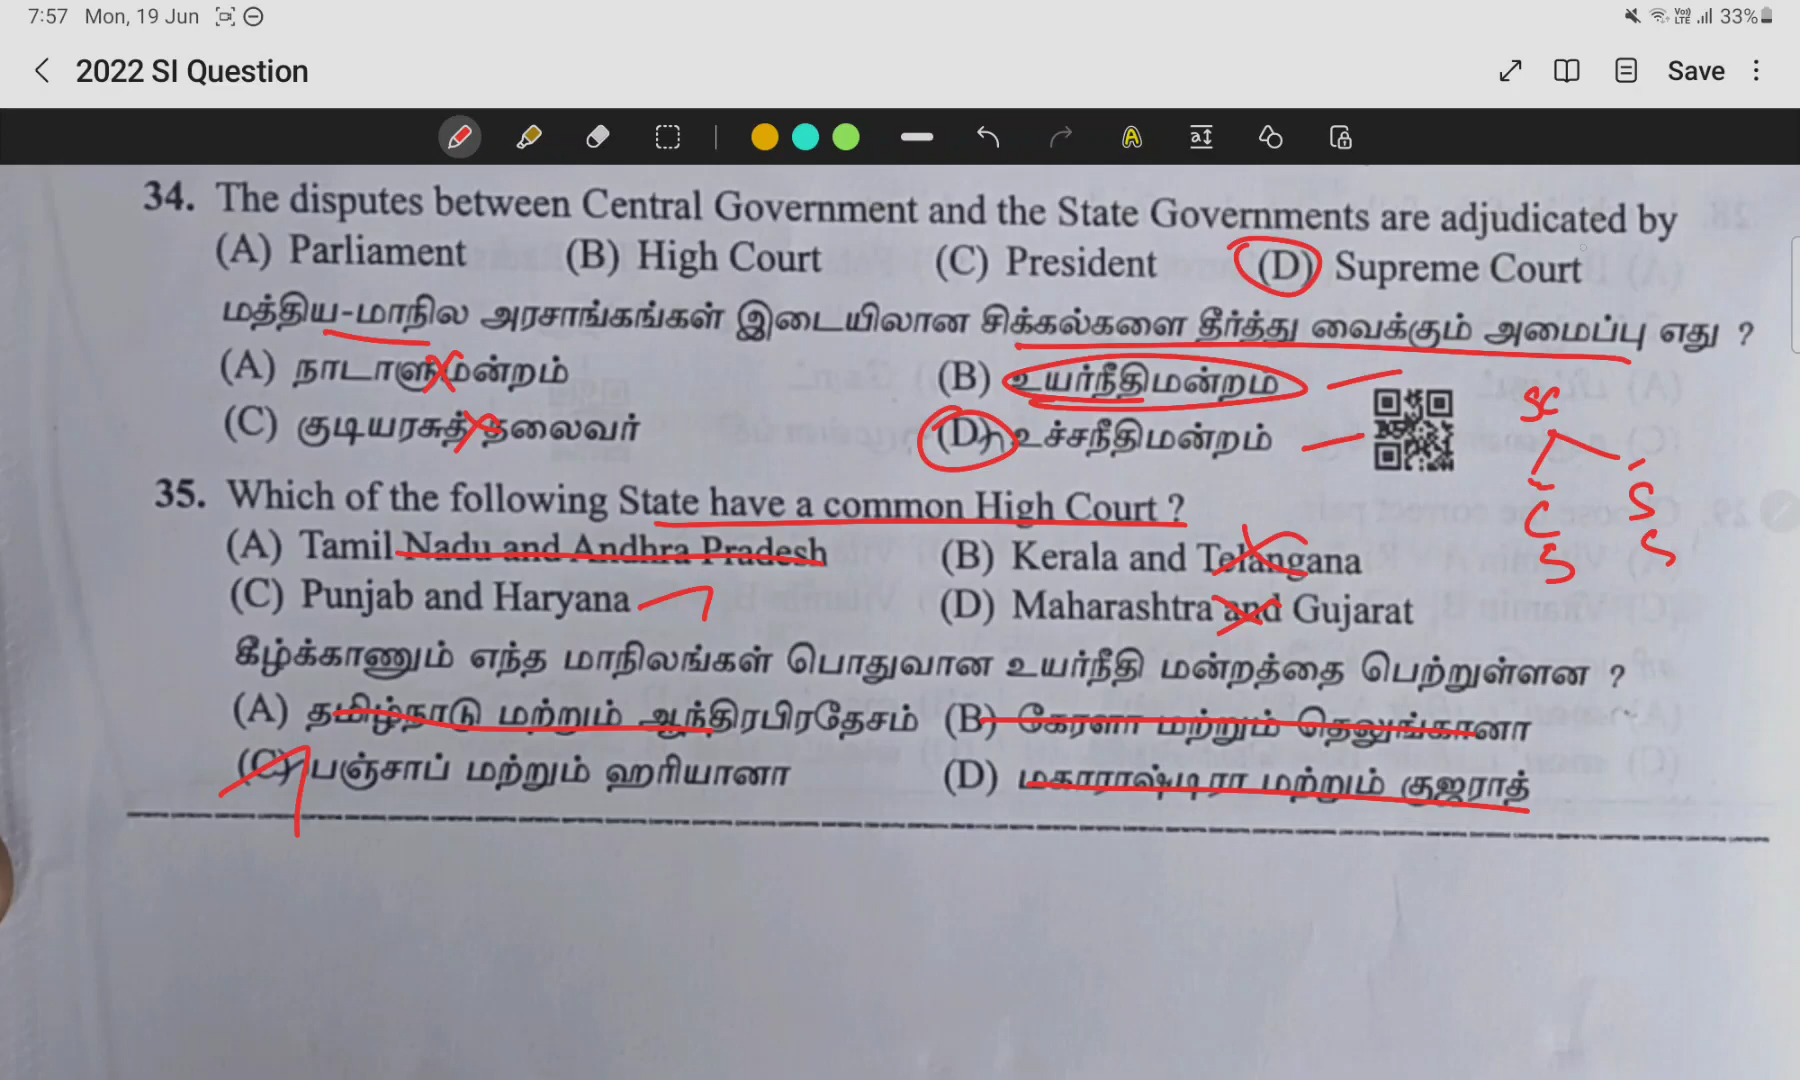 7:57 Mon, 19 Jun 33%
2022 SI Question Save
34. The disputes between Central Government and the State Governments are adjudicated by
(A) Parliament (B) High Court (C) President (D) Supreme Court
மத்திய-மாநில அரசாங்கங்கள் இடையிலான சிக்கல்களை தீர்த்து வைக்கும் அமைப்பு எது ?
(A) நாடாளுமன்றம் (B) உயர்நீதிமன்றம்
(C) குடியரசுத் தலைவர் (D) உச்சநீதிமன்றம்
SC
C S
S S
35. Which of the following State have a common High Court ?
(A) Tamil Nadu and Andhra Pradesh (B) Kerala and Telangana
(C) Punjab and Haryana (D) Maharashtra and Gujarat
கீழ்க்காணும் எந்த மாநிலங்கள் பொதுவான உயர்நீதி மன்றத்தை பெற்றுள்ளன ?
(A) தமிழ்நாடு மற்றும் ஆந்திரபிரதேசம் (B) கேரளா மற்றும் தெலுங்கானா
(C) பஞ்சாப் மற்றும் ஹரியானா (D) மகாராஷ்டிரா மற்றும் குஜராத்